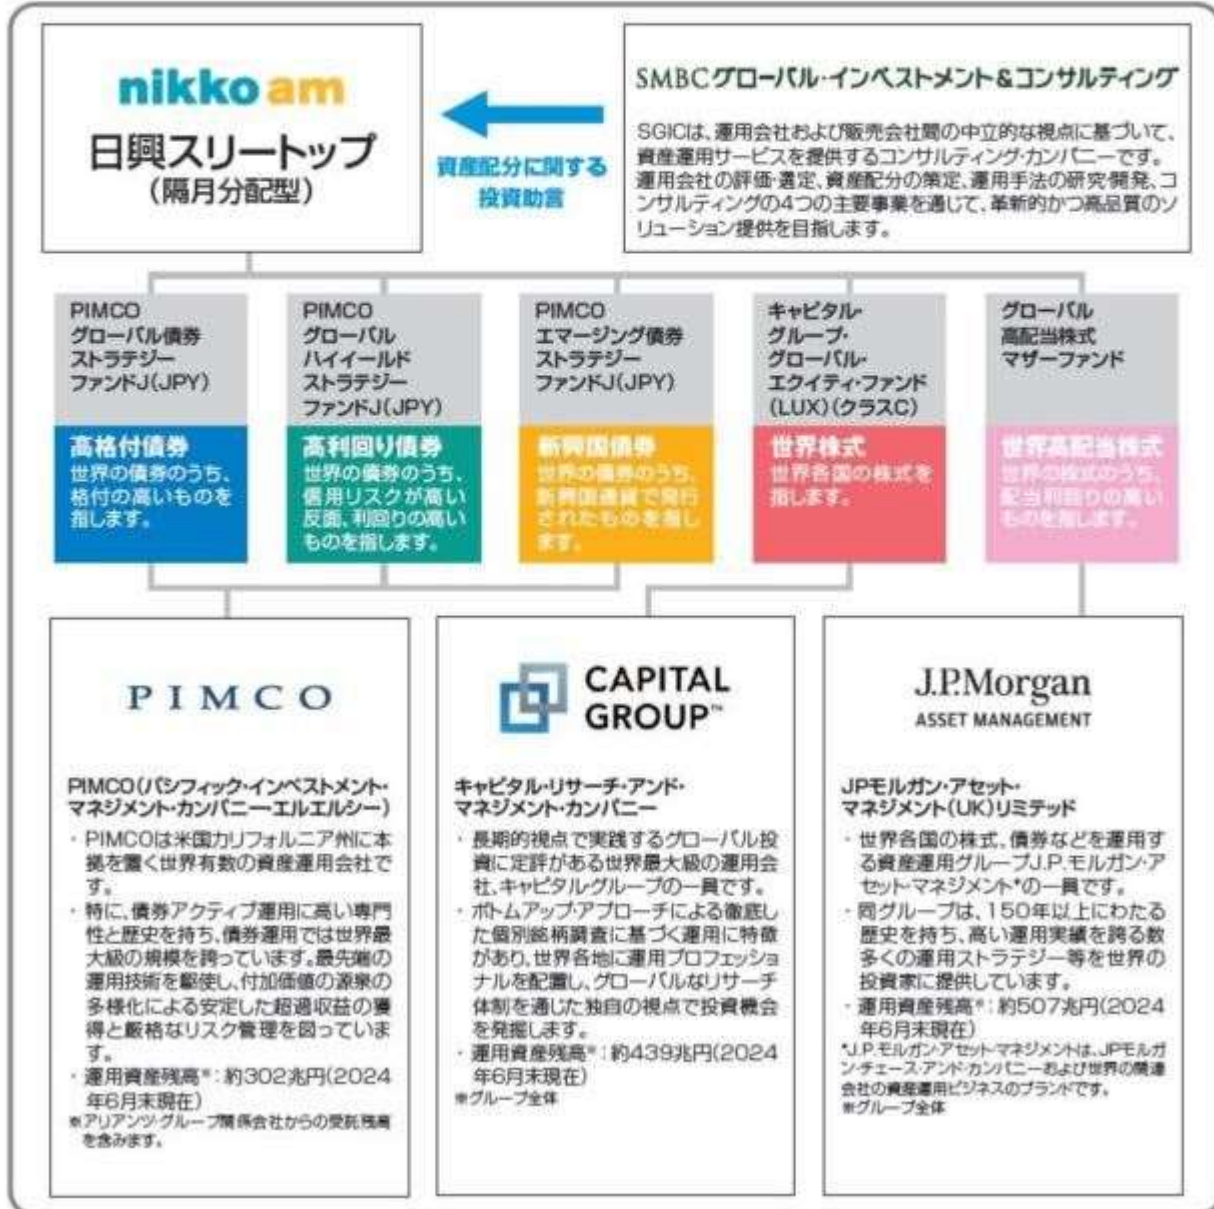 nikko am
日興スリートップ
(隔月分配型)
資産配分に関する
投資助言
SMBCグローバル・インベストメント&コンサルティング
SGICは、運用会社および販売会社間の中立的な視点に基づいて、
資産運用サービスを提供するコンサルティング・カンパニーです。
運用会社の評価・選定、資産配分の策定、運用手法の研究・開発、コ
ンサルティングの4つの主要事業を通じて、革新的かつ高品質のソ
リューション提供を目指します。
PIMCO
グローバル債券
ストラテジー
ファンドJ(JPY)
高格付債券
世界の債券のうち、
格付の高いものを
指します。
PIMCO
グローバル
ハイイールド
ストラテジー
ファンドJ(JPY)
高利回り債券
世界の債券のうち、
信用リスクが高い
反面、利回りの高い
ものを指します。
PIMCO
エマージング債券
ストラテジー
ファンドJ(JPY)
新興国債券
世界の債券のうち、
新興国通貨で発行
されたものを指し
ます。
キャピタル・
グループ・
グローバル・
エクイティ・ファンド
(LUX)(クラスC)
世界株式
世界各国の株式を
指します。
グローバル
高配当株式
マザーファンド
世界高配当株式
世界の株式のうち、
配当利回りの高い
ものを指します。
PIMCO
PIMCO(パシフィック・インベストメント・
マネジメント・カンパニー・エルエルシー)
・PIMCOは米国カリフォルニア州に本
拠を置く世界有数の資産運用会社で
す。
・特に、債券アクティブ運用に高い専門
性と歴史を持ち、債券運用では世界最
大級の規模を誇っています。最先端の
運用技術を駆使し、付加価値の源泉の
多様化による安定した超過収益の獲
得と厳格なリスク管理を図っていま
す。
・運用資産残高※:約302兆円(2024
年6月末現在)
※アリアンツ・グループ関係会社からの受託残高
を含みます。
CAPITAL
GROUP™
キャピタル・リサーチ・アンド・
マネジメント・カンパニー
・長期的視点で実践するグローバル投
資に定評がある世界最大級の運用会
社、キャピタルグループの一員です。
・ボトムアップ・アプローチによる徹底し
た個別銘柄調査に基づく運用に特徴
があり、世界各地に運用プロフェッショ
ナルを配置し、グローバルなリサーチ
体制を通じた独自の視点で投資機会
を発掘します。
・運用資産残高※:約439兆円(2024
年6月末現在)
※グループ全体
J.P.Morgan
ASSET MANAGEMENT
JPモルガン・アセット・
マネジメント(UK)リミテッド
・世界各国の株式、債券などを運用す
る資産運用グループJ.P.モルガン・ア
セット・マネジメント*の一員です。
・同グループは、150年以上にわたる
歴史を持ち、高い運用実績を誇る数
多くの運用ストラテジー等を世界の
投資家に提供しています。
・運用資産残高※:約507兆円(2024
年6月末現在)
*J.P.モルガン・アセット・マネジメントは、JPモルガ
ン・チェース・アンド・カンパニーおよび世界の関連
会社の資産運用ビジネスのブランドです。
※グループ全体